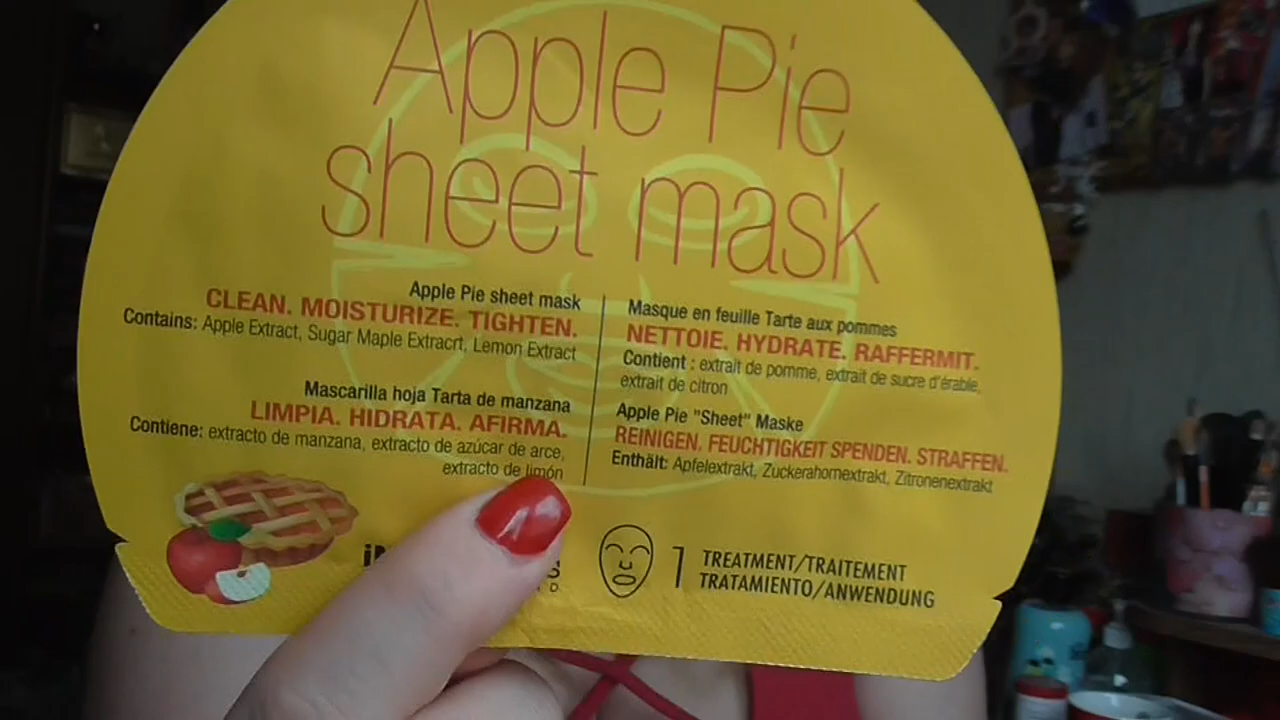 Apple Pie
sheet mask
Apple Pie sheet mask
CLEAN. MOISTURIZE. TIGHTEN.
Contains: Apple Extract, Sugar Maple Extracrt, Lemon Extract
Mascarilla hoja Tarta de manzana
LIMPIA. HIDRATA. AFIRMA.
Contiene: extracto de manzana, extracto de azúcar de arce,
extracto de limón
Masque en feuille Tarte aux pommes
NETTOIE. HYDRATE. RAFFERMIT.
Contient : extrait de pomme, extrait de sucre d'érable,
extrait de citron
Apple Pie "Sheet" Maske
REINIGEN. FEUCHTIGKEIT SPENDEN. STRAFFEN.
Enthält: Apfelextrakt, Zuckerahornextrakt, Zitronenextrakt
1 TREATMENT/TRAITEMENT
TRATAMIENTO/ANWENDUNG